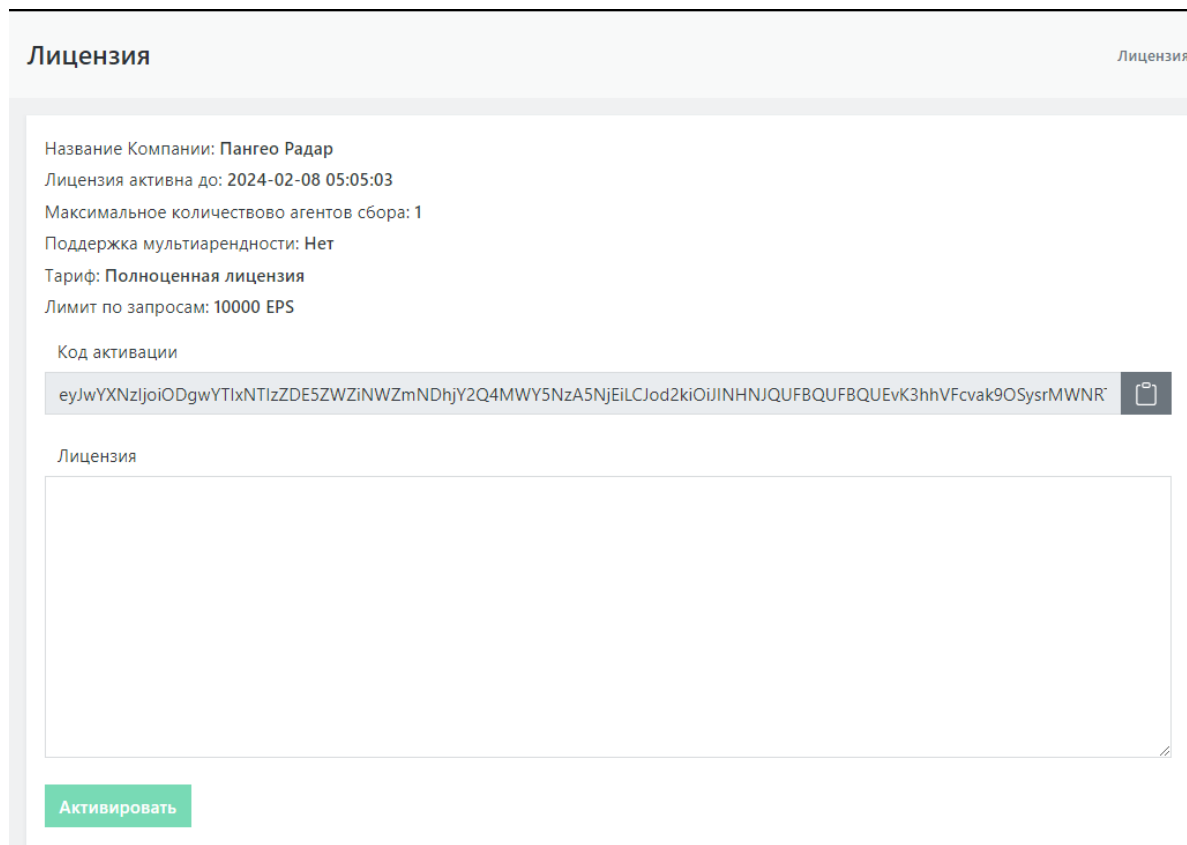 Лицензия
Лицензия
Название Компании: Пангео Радар
Лицензия активна до: 2024-02-08 05:05:03
Максимальное количествово агентов сбора: 1
Поддержка мультиарендности: Нет
Тариф: Полноценная лицензия
Лимит по запросам: 10000 EPS
Код активации
Лицензия
Активировать